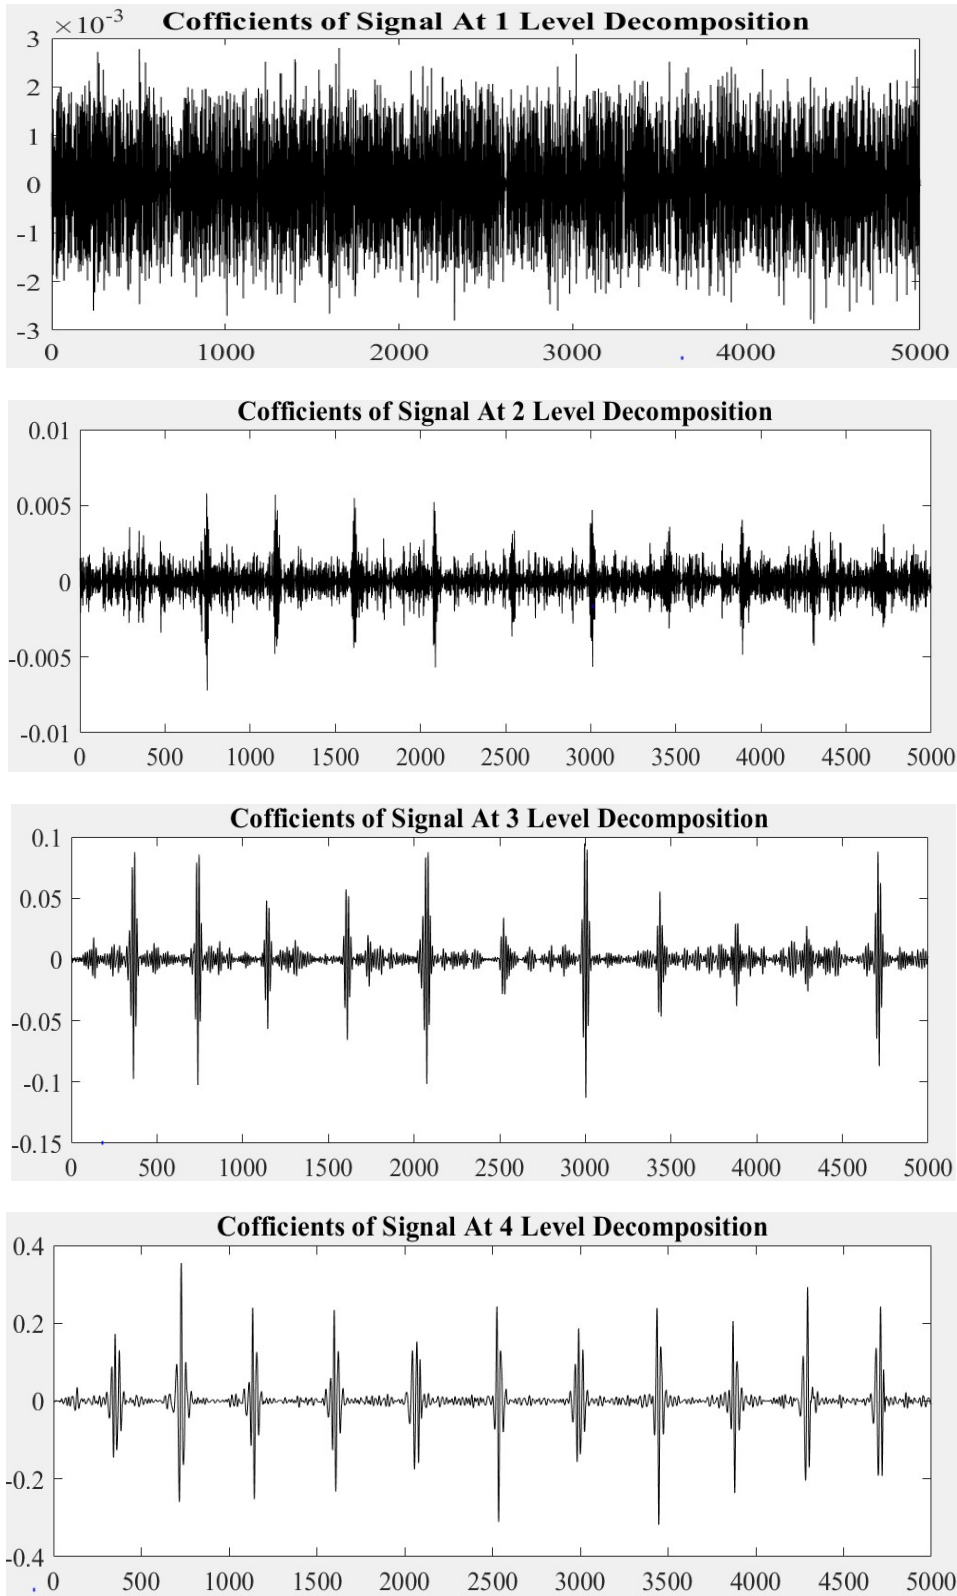 ×10⁻³ Cofficients of Signal At 1 Level Decomposition
3
2
1
0
-1
-2
-3
0 1000 2000 3000 4000 5000
Cofficients of Signal At 2 Level Decomposition
0.01
0.005
0
-0.005
-0.01
0 500 1000 1500 2000 2500 3000 3500 4000 4500 5000
Cofficients of Signal At 3 Level Decomposition
0.1
0.05
0
-0.05
-0.1
-0.15
0 500 1000 1500 2000 2500 3000 3500 4000 4500 5000
Cofficients of Signal At 4 Level Decomposition
0.4
0.2
0
-0.2
-0.4
0 500 1000 1500 2000 2500 3000 3500 4000 4500 5000